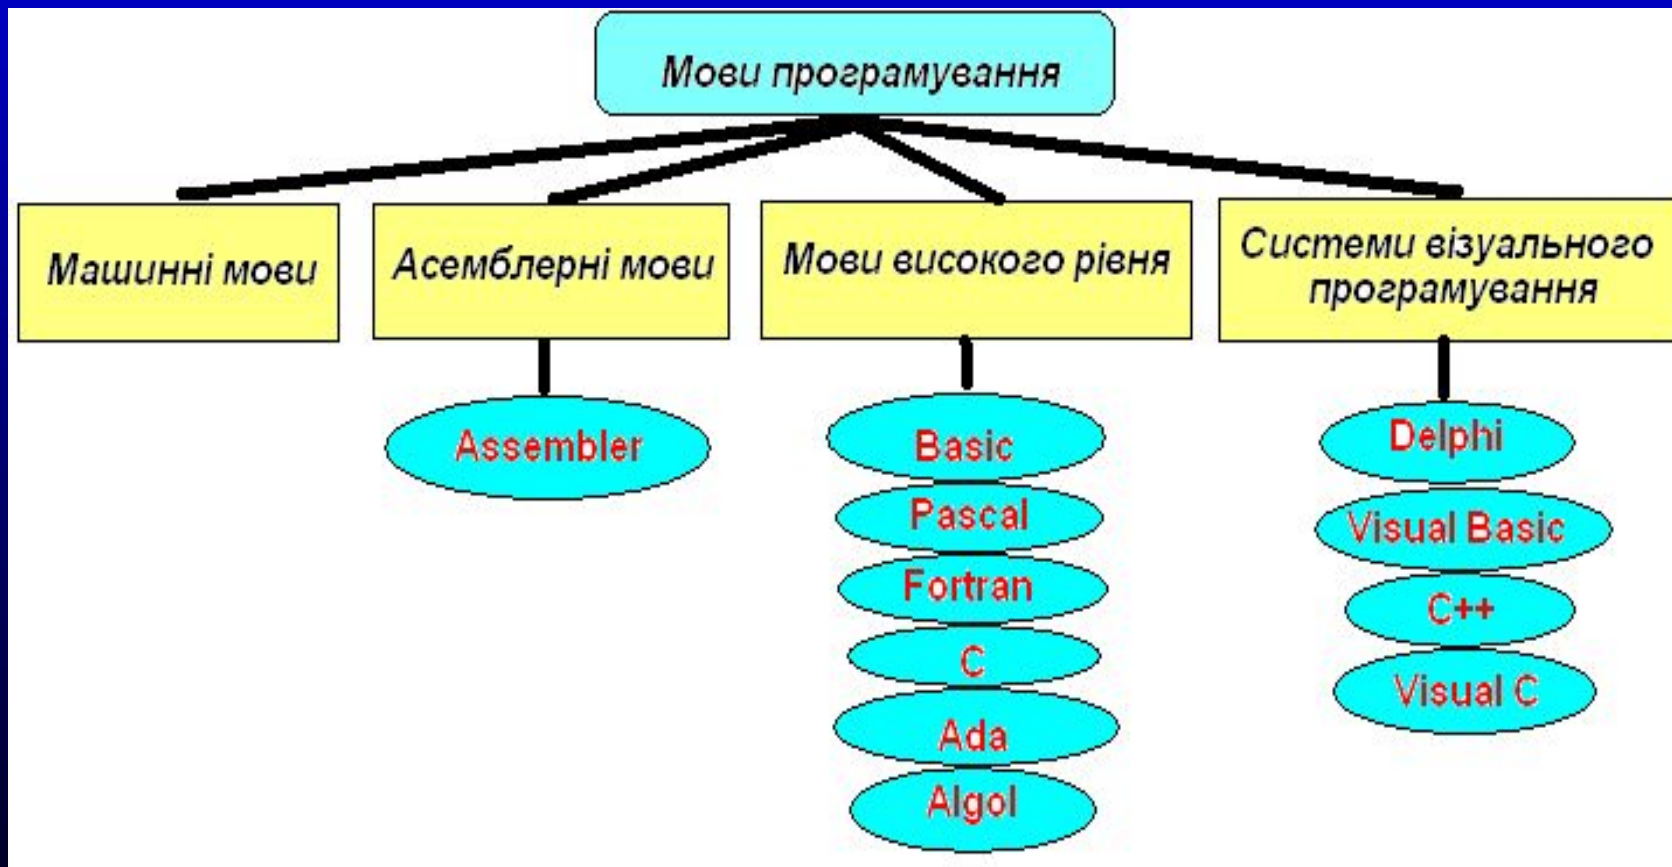 Мови програмування
Машинні мови
Асемблерні мови
Мови високого рівня
Системи візуального
програмування
Assembler
Basic
Pascal
Fortran
C
Ada
Algol
Delphi
Visual Basic
C++
Visual C